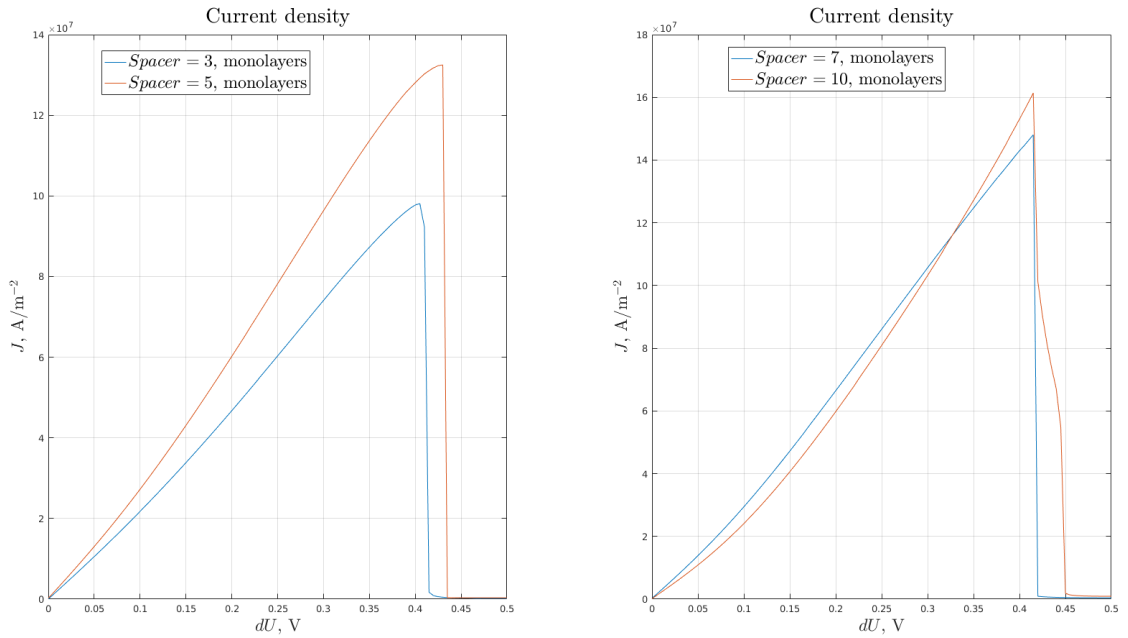 Current density
×10⁷
Spacer = 3, monolayers
Spacer = 5, monolayers
14
12
10
8
6
4
2
0
J, A/m⁻²
0 0.05 0.1 0.15 0.2 0.25 0.3 0.35 0.4 0.45 0.5
dU, V
Current density
×10⁷
Spacer = 7, monolayers
Spacer = 10, monolayers
18
16
14
12
10
8
6
4
2
0
J, A/m⁻²
0 0.05 0.1 0.15 0.2 0.25 0.3 0.35 0.4 0.45 0.5
dU, V